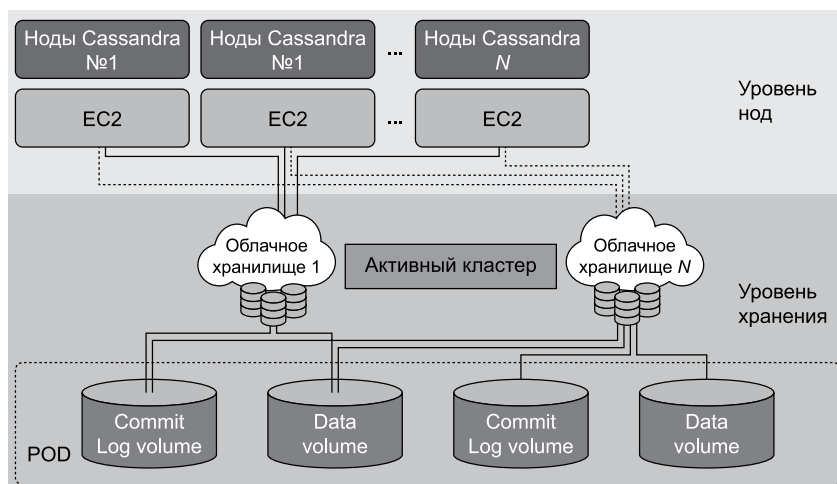 Ноды Cassandra
№1
Ноды Cassandra
№1
...
Ноды Cassandra
N
EC2
EC2
...
EC2
Уровень
нод
Облачное
хранилище 1
Активный кластер
Облачное
хранилище N
Уровень
хранения
Commit
Log volume
Data
volume
Commit
Log volume
Data
volume
POD